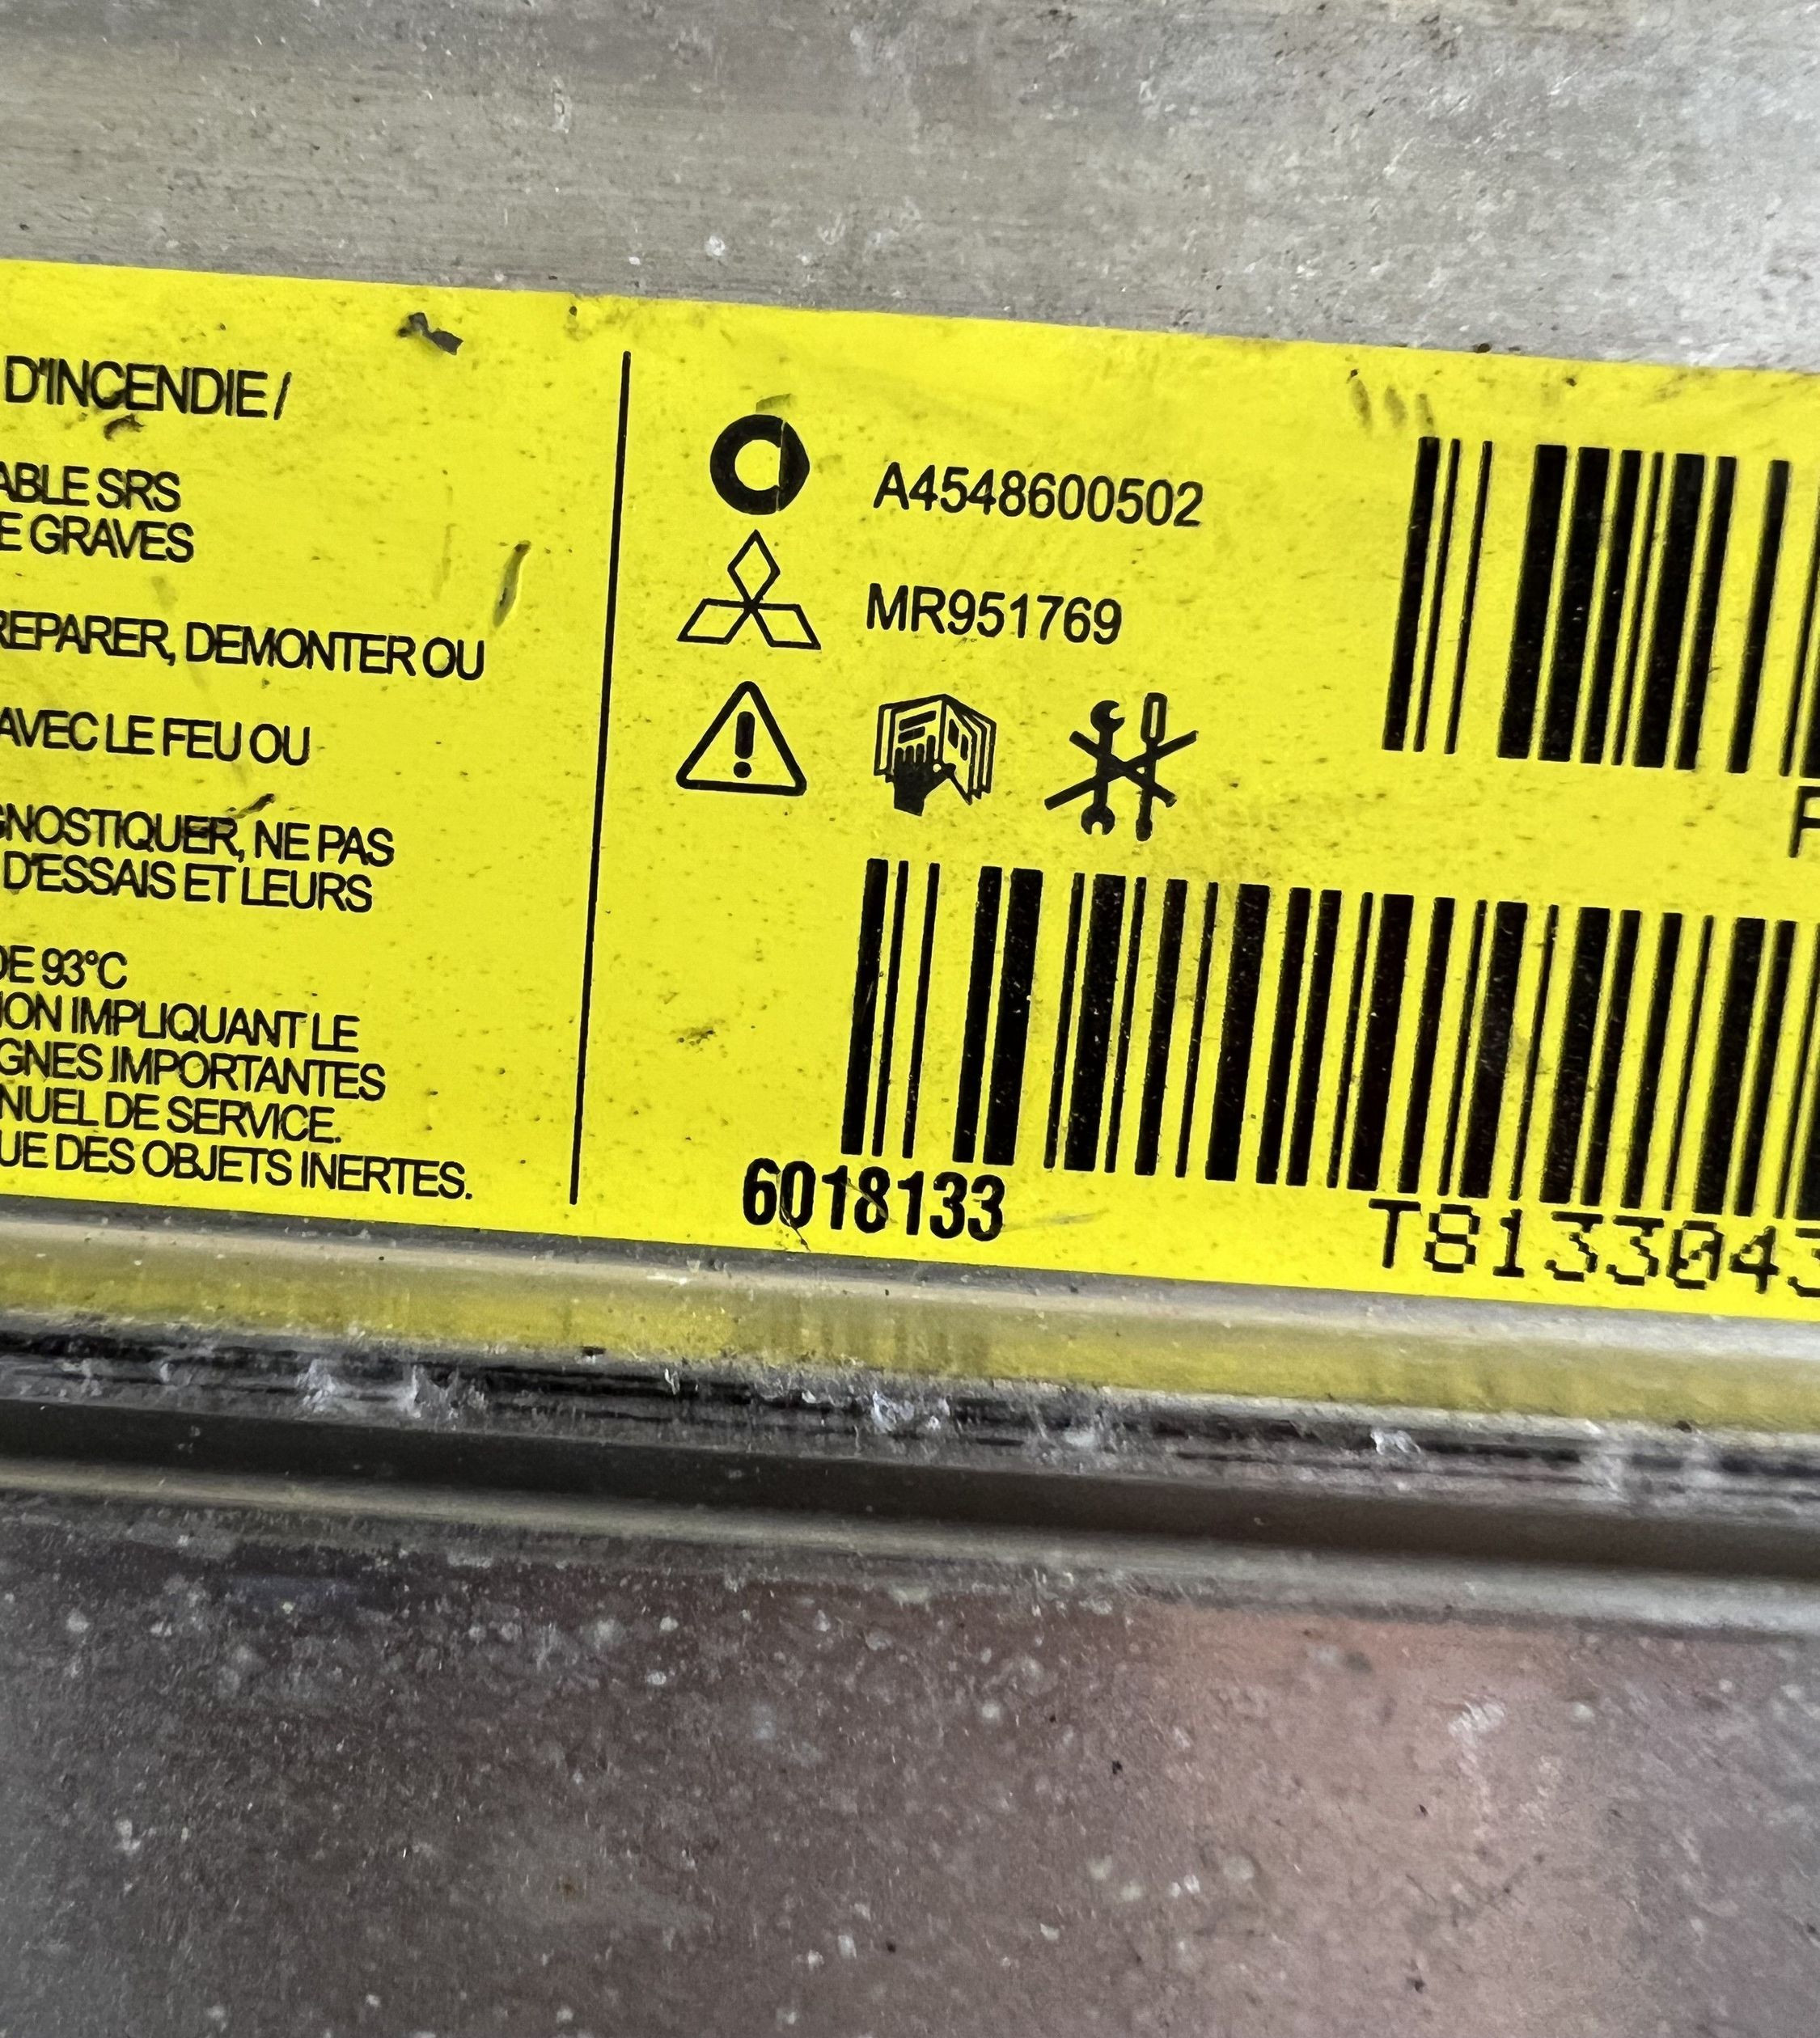 D'INCENDIE /
ABLE SRS
E GRAVES
REPARER, DEMONTER OU
AVEC LE FEU OU
GNOSTIQUER, NE PAS
D'ESSAIS ET LEURS
DE 93°C
ION IMPLIQUANT LE
GNES IMPORTANTES
NUEL DE SERVICE.
UE DES OBJETS INERTES.
A4548600502
MR951769
6018133
T8133043